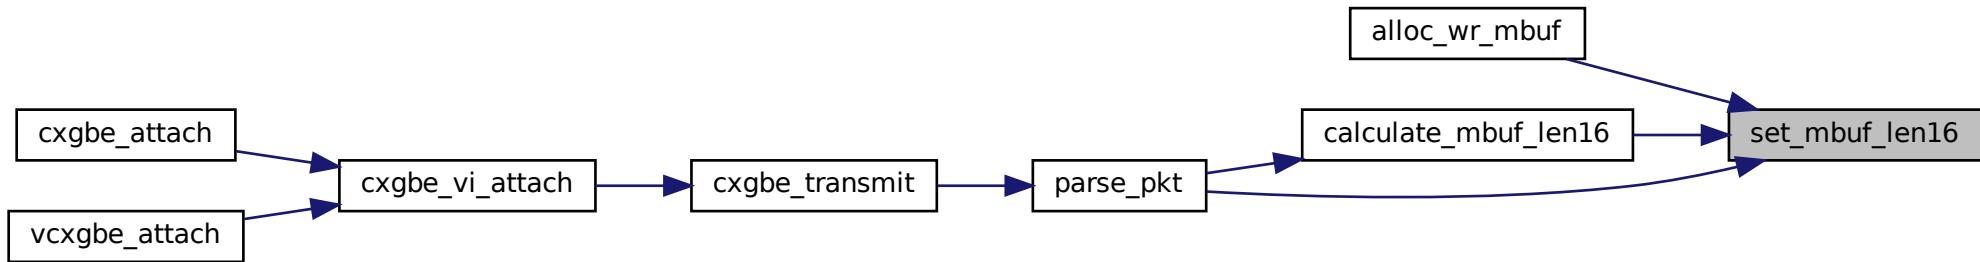 alloc_wr_mbuf
cxgbe_attach
calculate_mbuf_len16
set_mbuf_len16
cxgbe_vi_attach
cxgbe_transmit
parse_pkt
vcxgbe_attach